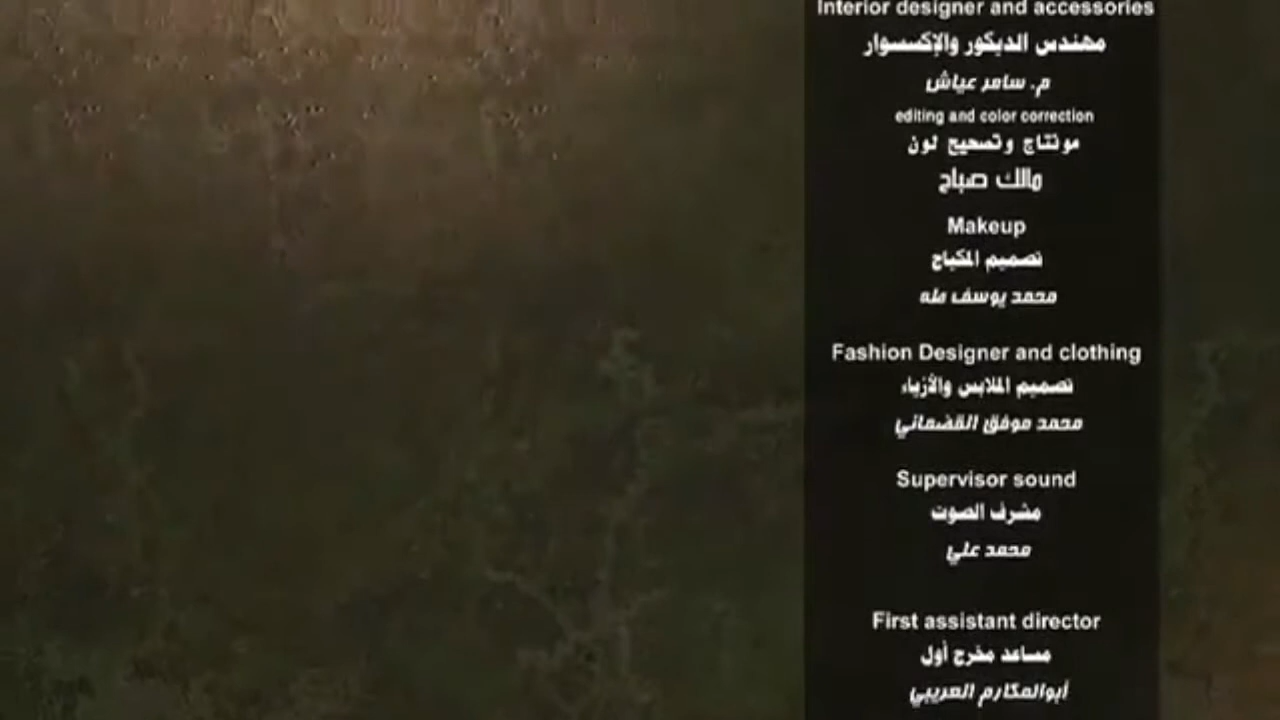 Interior designer and accessories
مهندس الديكور والإكسسوار
م. سامر عياش
editing and color correction
مونتاج وتصحيح لون
مالك صباح
Makeup
تصميم المكياج
محمد يوسف طه
Fashion Designer and clothing
تصميم الملابس والأزياء
محمد موفق القضماني
Supervisor sound
مشرف الصوت
محمد علي
First assistant director
مساعد مخرج أول
أبوالمكارم العريبي